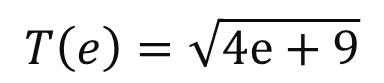 T(e) = √(4e + 9)